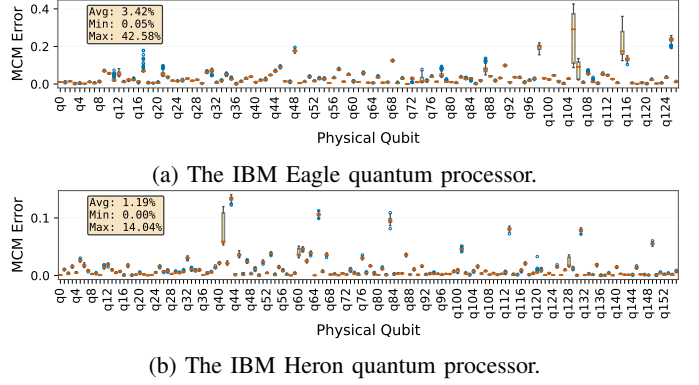 MCM Error
0.4
0.2
0.0
Avg: 3.42%
Min: 0.05%
Max: 42.58%
q0 q4 q8 q12 q16 q20 q24 q28 q32 q36 q40 q44 q48 q52 q56 q60 q64 q68 q72 q76 q80 q84 q88 q92 q96 q100 q104 q108 q112 q116 q120 q124
Physical Qubit
(a) The IBM Eagle quantum processor.
MCM Error
0.1
0.0
Avg: 1.19%
Min: 0.00%
Max: 14.04%
q0 q4 q8 q12 q16 q20 q24 q28 q32 q36 q40 q44 q48 q52 q56 q60 q64 q68 q72 q76 q80 q84 q88 q92 q96 q100 q104 q108 q112 q116 q120 q124 q128 q132 q136 q140 q144 q148 q152
Physical Qubit
(b) The IBM Heron quantum processor.